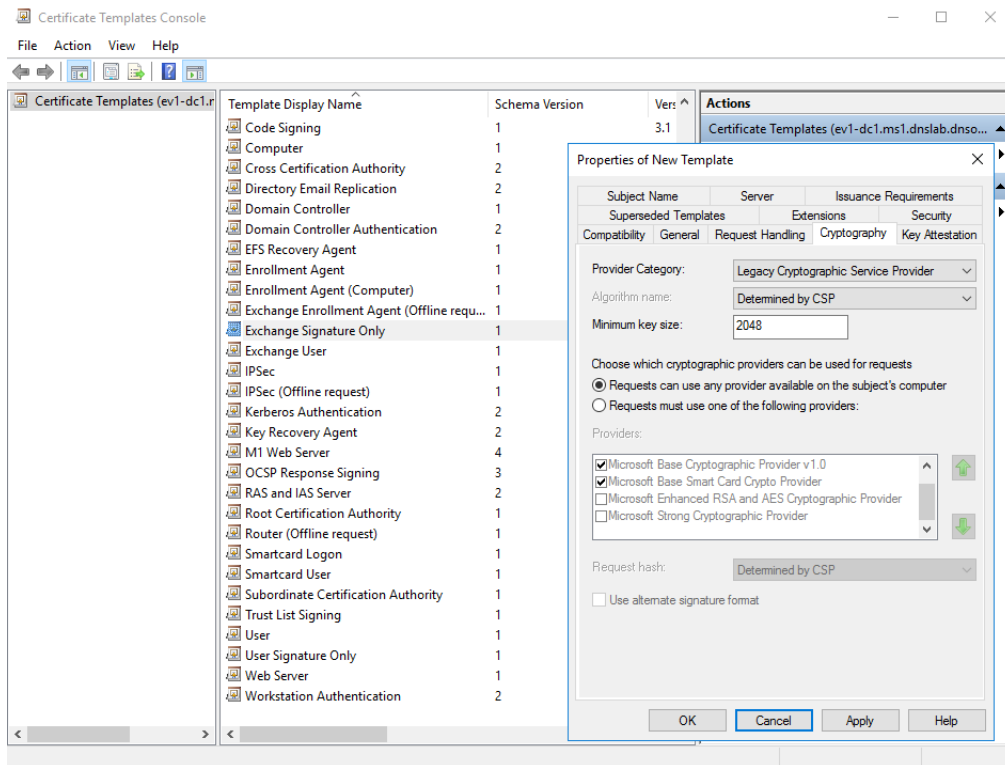 Certificate Templates Console
File Action View Help
Certificate Templates (ev1-dc1.r
Template Display Name Schema Version Vers
Code Signing 1 3.1
Computer 1
Cross Certification Authority 2
Directory Email Replication 2
Domain Controller 1
Domain Controller Authentication 2
EFS Recovery Agent 1
Enrollment Agent 1
Enrollment Agent (Computer) 1
Exchange Enrollment Agent (Offline requ... 1
Exchange Signature Only 1
Exchange User 1
IPSec 1
IPSec (Offline request) 1
Kerberos Authentication 2
Key Recovery Agent 2
M1 Web Server 4
OCSP Response Signing 3
RAS and IAS Server 2
Root Certification Authority 1
Router (Offline request) 1
Smartcard Logon 1
Smartcard User 1
Subordinate Certification Authority 1
Trust List Signing 1
User 1
User Signature Only 1
Web Server 1
Workstation Authentication 2
Actions
Certificate Templates (ev1-dc1.ms1.dnslab.dnso...
Properties of New Template
Subject Name Server Issuance Requirements
Superseded Templates Extensions Security
Compatibility General Request Handling Cryptography Key Attestation
Provider Category: Legacy Cryptographic Service Provider
Algorithm name: Determined by CSP
Minimum key size: 2048
Choose which cryptographic providers can be used for requests
Requests can use any provider available on the subject's computer
Requests must use one of the following providers:
Providers:
Microsoft Base Cryptographic Provider v1.0
Microsoft Base Smart Card Crypto Provider
Microsoft Enhanced RSA and AES Cryptographic Provider
Microsoft Strong Cryptographic Provider
Request hash: Determined by CSP
Use alternate signature format
OK Cancel Apply Help